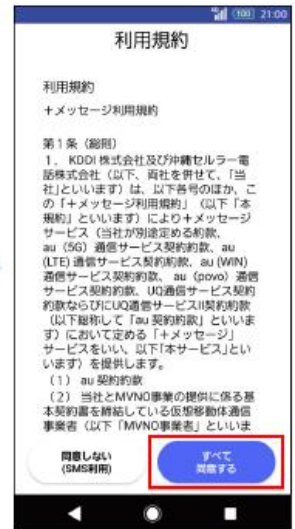 100 21:00
利用規約
利用規約
+メッセージ利用規約
第1条(総則)
1. KDDI株式会社及び沖縄セルラー電
話株式会社(以下、両社を併せて、「当
社」といいます)は、以下各号のほか、こ
の「+メッセージ利用規約」(以下「本
規約」といいます)により+メッセージ
サービス(当社が別途定める約款、
au (5G) 通信サービス契約約款、au
(LTE) 通信サービス契約約款、au (WIN)
通信サービス契約約款、 au (povo) 通信
サービス契約約款、UQ通信サービス契約
約款ならびにUQ通信サービスII契約約款
(以下総称して「au 契約約款」といいま
す)において定める「+メッセージ」
サービスをいい、以下「本サービス」とい
います)を提供します。
(1) au 契約約款
(2) 当社とMVNO事業の提供に係る基
本契約書を締結している仮想移動体通信
事業者(以下「MVNO事業者」といいま
同意しない
(SMS利用)
すべて
同意する